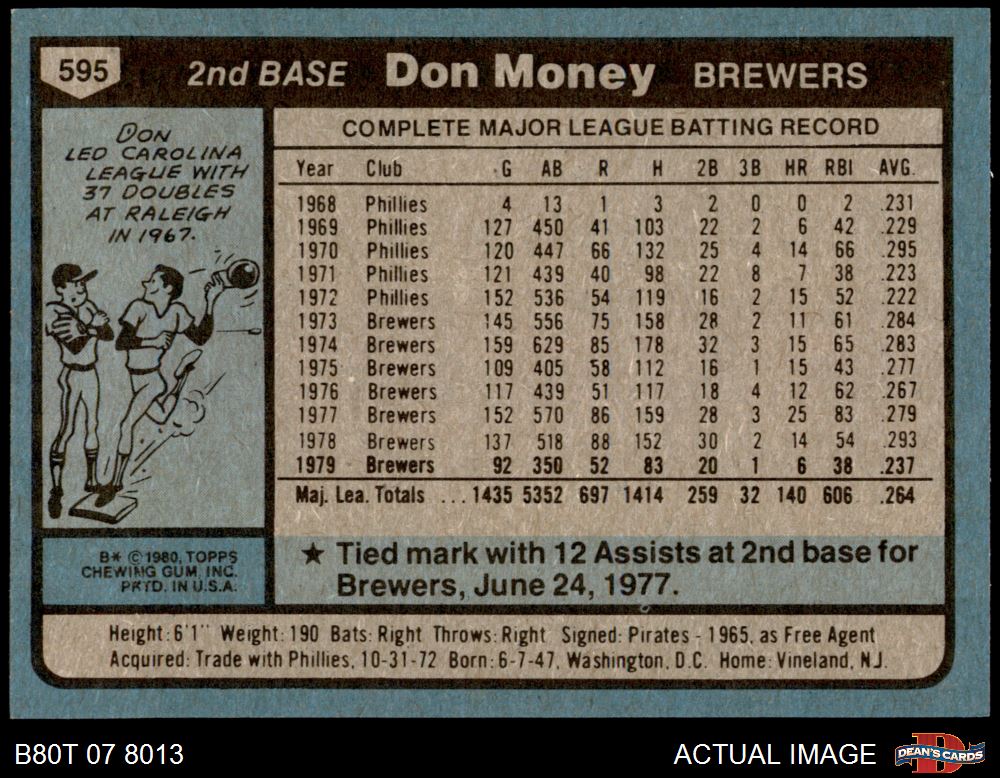 595 2nd BASE Don Money BREWERS
DON
LED CAROLINA
LEAGUE WITH
37 DOUBLES
AT RALEIGH
IN 1967.
COMPLETE MAJOR LEAGUE BATTING RECORD
Year Club G AB R H 2B 3B HR RBI AVG.
1968 Phillies 4 13 1 3 2 0 0 2 .231
1969 Phillies 127 450 41 103 22 2 6 42 .229
1970 Phillies 120 447 66 132 25 4 14 66 .295
1971 Phillies 121 439 40 98 22 8 7 38 .223
1972 Phillies 152 536 54 119 16 2 15 52 .222
1973 Brewers 145 556 75 158 28 2 11 61 .284
1974 Brewers 159 629 85 178 32 3 15 65 .283
1975 Brewers 109 405 58 112 16 1 15 43 .277
1976 Brewers 117 439 51 117 18 4 12 62 .267
1977 Brewers 152 570 86 159 28 3 25 83 .279
1978 Brewers 137 518 88 152 30 2 14 54 .293
1979 Brewers 92 350 52 83 20 1 6 38 .237
Maj. Lea. Totals ... 1435 5352 697 1414 259 32 140 606 .264
B* © 1980, TOPPS
CHEWING GUM, INC.
PRTD. IN U.S.A.
★ Tied mark with 12 Assists at 2nd base for
Brewers, June 24, 1977.
Height: 6'1" Weight: 190 Bats: Right Throws: Right Signed: Pirates - 1965, as Free Agent
Acquired: Trade with Phillies, 10-31-72 Born: 6-7-47, Washington, D.C. Home: Vineland, N.J.
B80T 07 8013 ACTUAL IMAGE DEAN'S CARDS